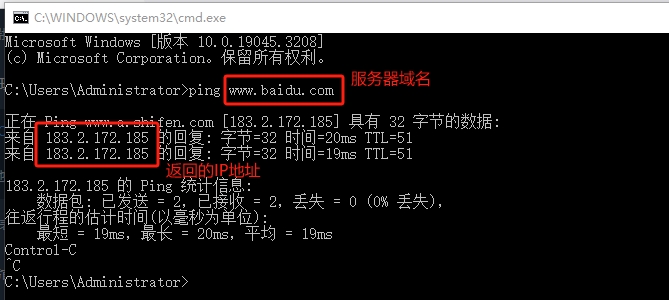 C:\WINDOWS\system32\cmd.exe
Microsoft Windows [版本 10.0.19045.3208]
(c) Microsoft Corporation。保留所有权利。
C:\Users\Administrator>ping www.baidu.com
服务器域名
正在 Ping www.a.shifen.com [183.2.172.185] 具有 32 字节的数据:
来自 183.2.172.185 的回复: 字节=32 时间=20ms TTL=51
来自 183.2.172.185 的回复: 字节=32 时间=19ms TTL=51
返回的IP地址
183.2.172.185 的 Ping 统计信息:
数据包: 已发送 = 2，已接收 = 2，丢失 = 0 (0% 丢失)，
往返行程的估计时间(以毫秒为单位):
最短 = 19ms，最长 = 20ms，平均 = 19ms
Control-C
^C
C:\Users\Administrator>